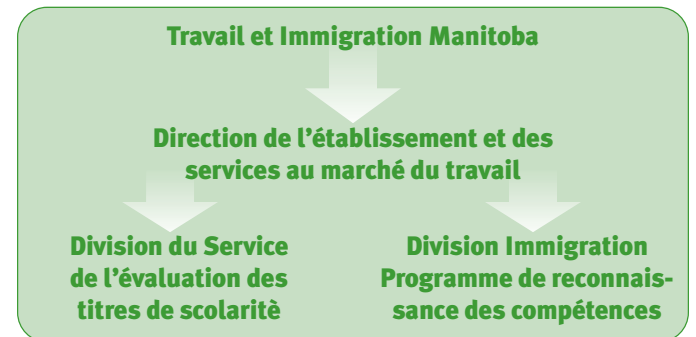 Travail et Immigration Manitoba
Direction de l'établissement et des
services au marché du travail
Division du Service
de l'évaluation des
titres de scolaritè
Division Immigration
Programme de reconnais-
sance des compétences